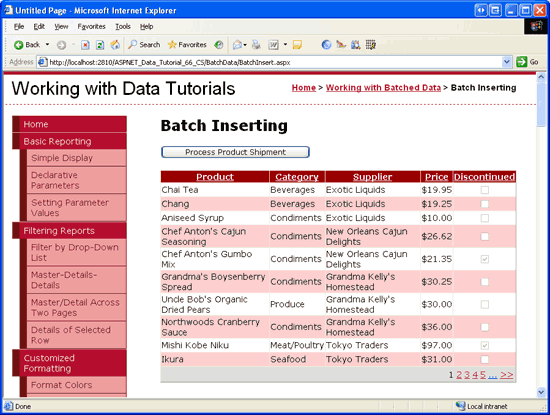 Untitled Page - Microsoft Internet Explorer
File Edit View Favorites Tools Help
Back Search Favorites
Address http://localhost:2810/ASPNET_Data_Tutorial_66_CS/BatchData/BatchInsert.aspx Go
Working with Data Tutorials
Home > Working with Batched Data > Batch Inserting
Home
Basic Reporting
Simple Display
Declarative
Parameters
Setting Parameter
Values
Filtering Reports
Filter by Drop-Down
List
Master-Details-
Details
Master/Detail Across
Two Pages
Details of Selected
Row
Customized
Formatting
Format Colors
Batch Inserting
Process Product Shipment
Product Category Supplier Price Discontinued
Chai Tea Beverages Exotic Liquids $19.95
Chang Beverages Exotic Liquids $19.25
Aniseed Syrup Condiments Exotic Liquids $10.00
Chef Anton's Cajun Seasoning Condiments New Orleans Cajun Delights $26.62
Chef Anton's Gumbo Mix Condiments New Orleans Cajun Delights $21.35
Grandma's Boysenberry Spread Condiments Grandma Kelly's Homestead $30.25
Uncle Bob's Organic Dried Pears Produce Grandma Kelly's Homestead $30.00
Northwoods Cranberry Sauce Condiments Grandma Kelly's Homestead $36.00
Mishi Kobe Niku Meat/Poultry Tokyo Traders $97.00
Ikura Seafood Tokyo Traders $31.00
1 2 3 4 5 ... >>
Done Local intranet